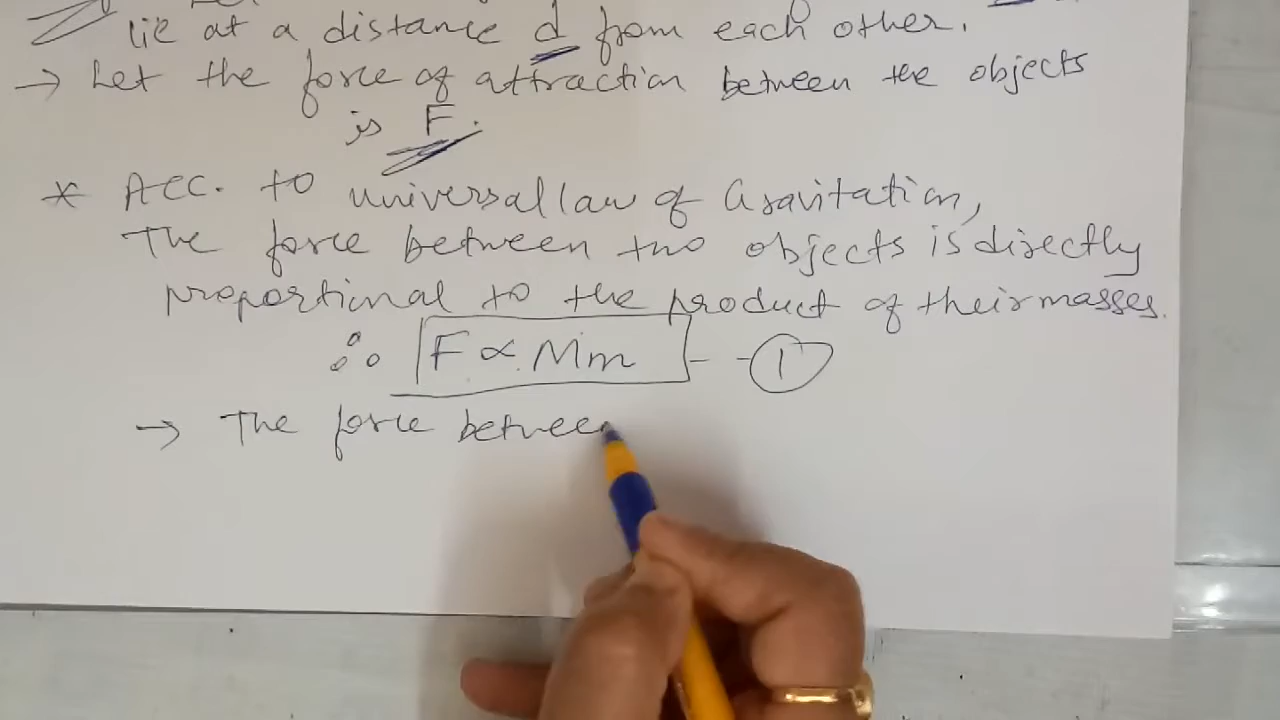 lie at a distance d from each other.
→ Let the force of attraction between the objects
is F.
* Acc. to universal law of Gravitation,
The force between two objects is directly
proportional to the product of their masses.
∴ F ∝ Mm - - ①
→ The force between